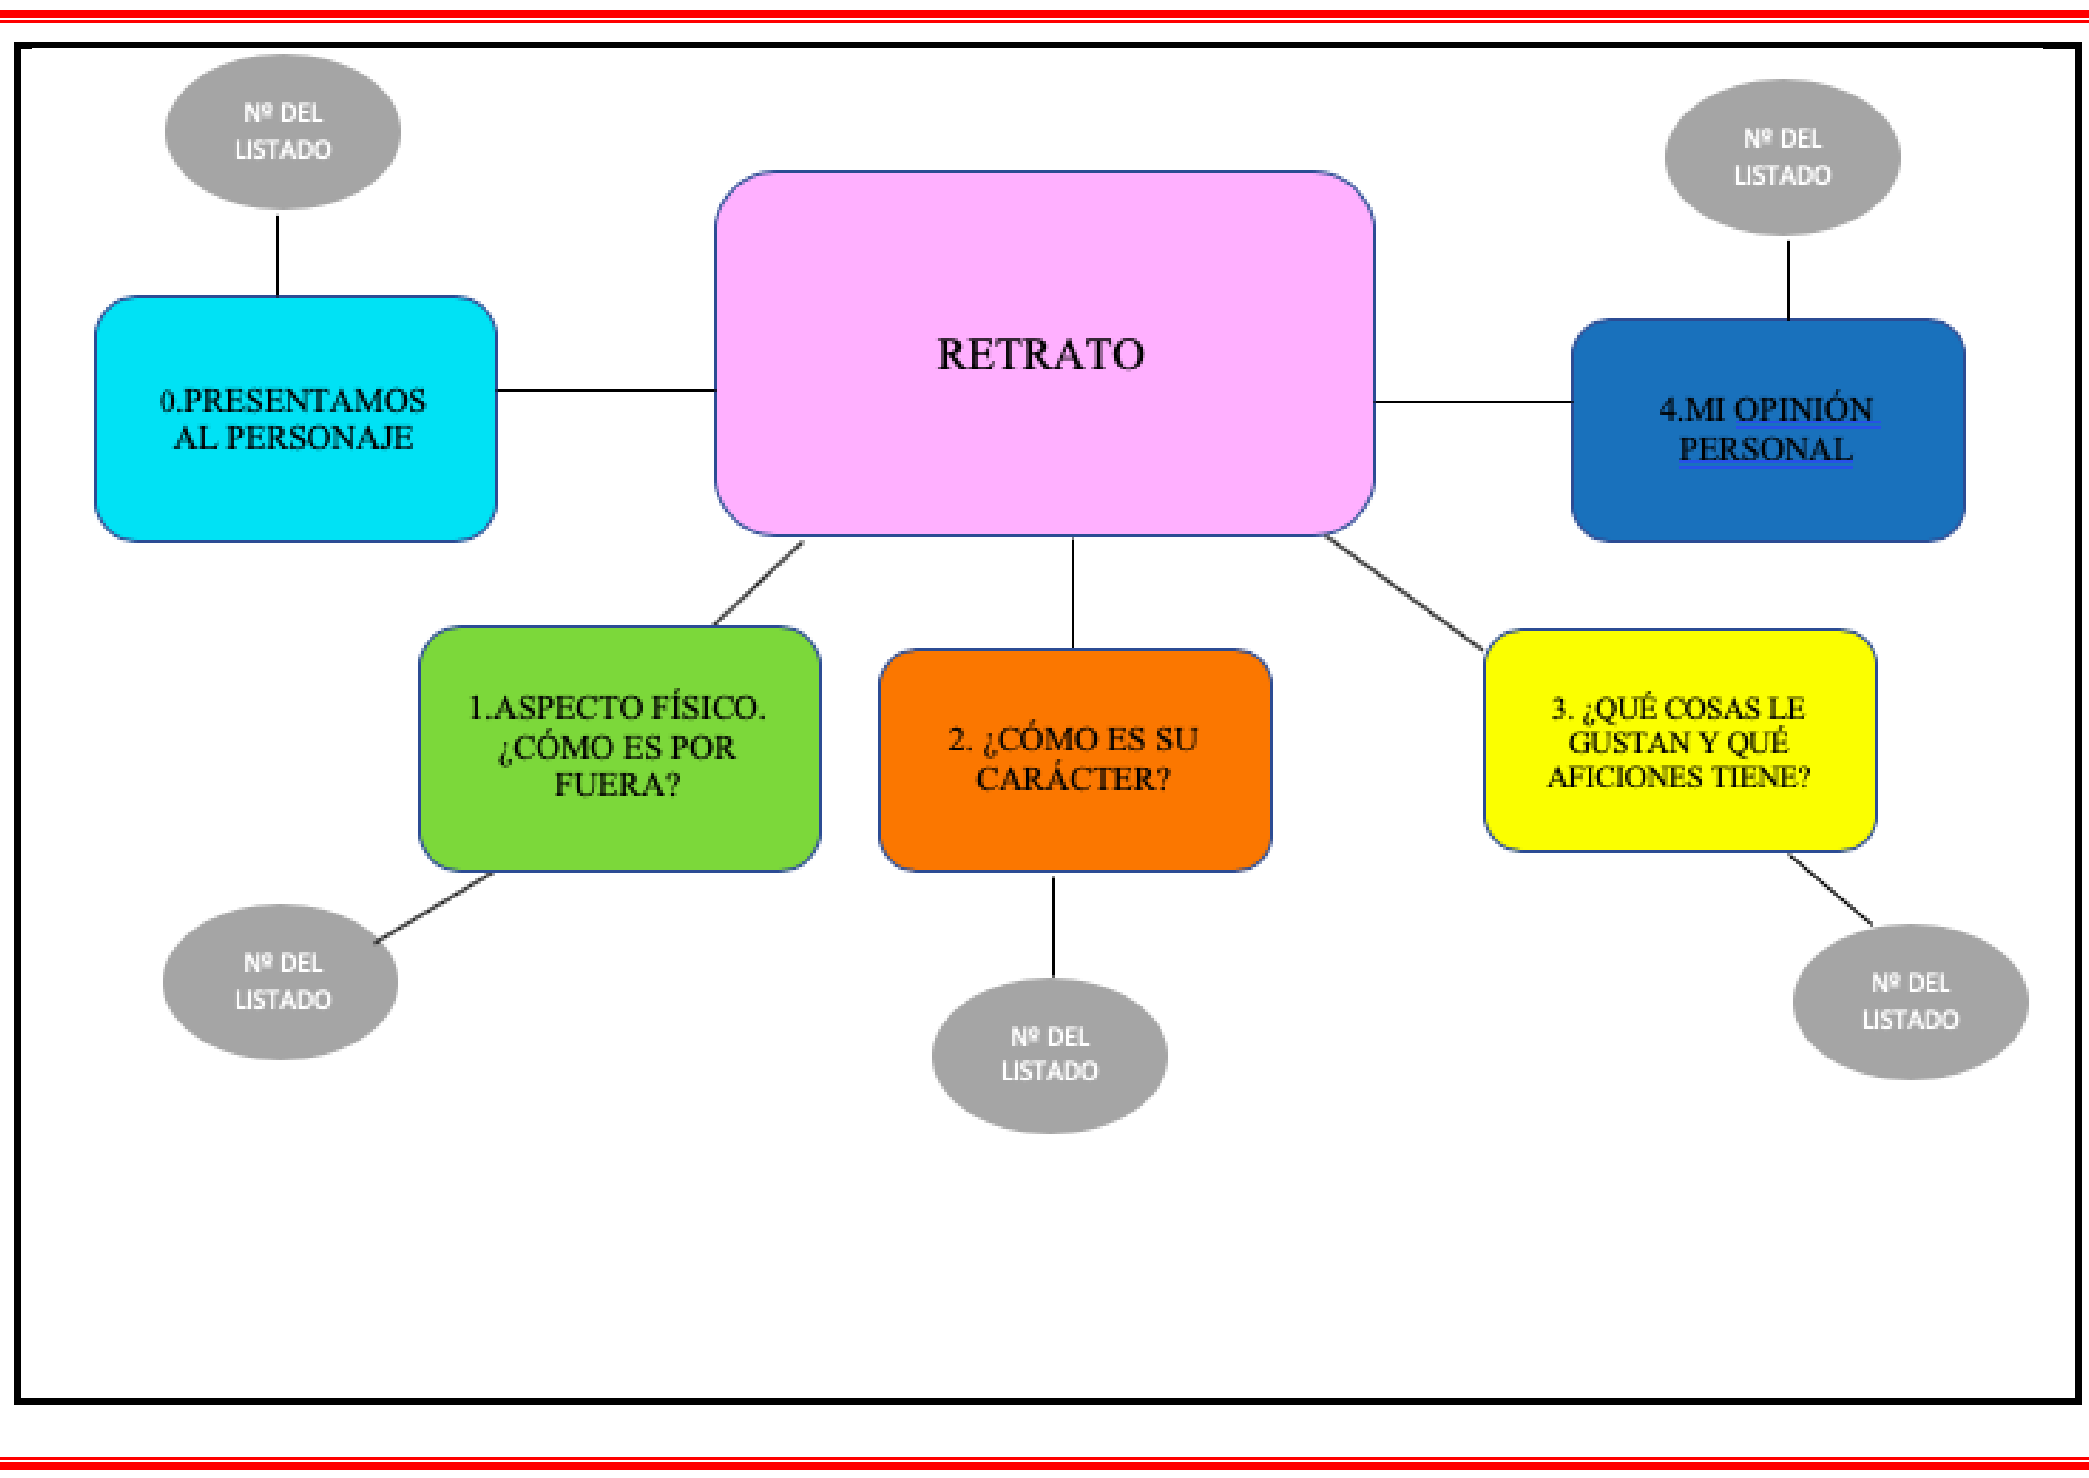 Nº DEL
LISTADO
Nº DEL
LISTADO
RETRATO
0.PRESENTAMOS
AL PERSONAJE
4.MI OPINIÓN
PERSONAL
1.ASPECTO FÍSICO.
¿CÓMO ES POR
FUERA?
2. ¿CÓMO ES SU
CARÁCTER?
3. ¿QUÉ COSAS LE
GUSTAN Y QUÉ
AFICIONES TIENE?
Nº DEL
LISTADO
Nº DEL
LISTADO
Nº DEL
LISTADO